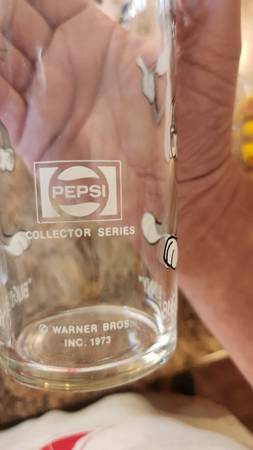 PEPSI
COLLECTOR SERIES
© WARNER BROS.
INC. 1973